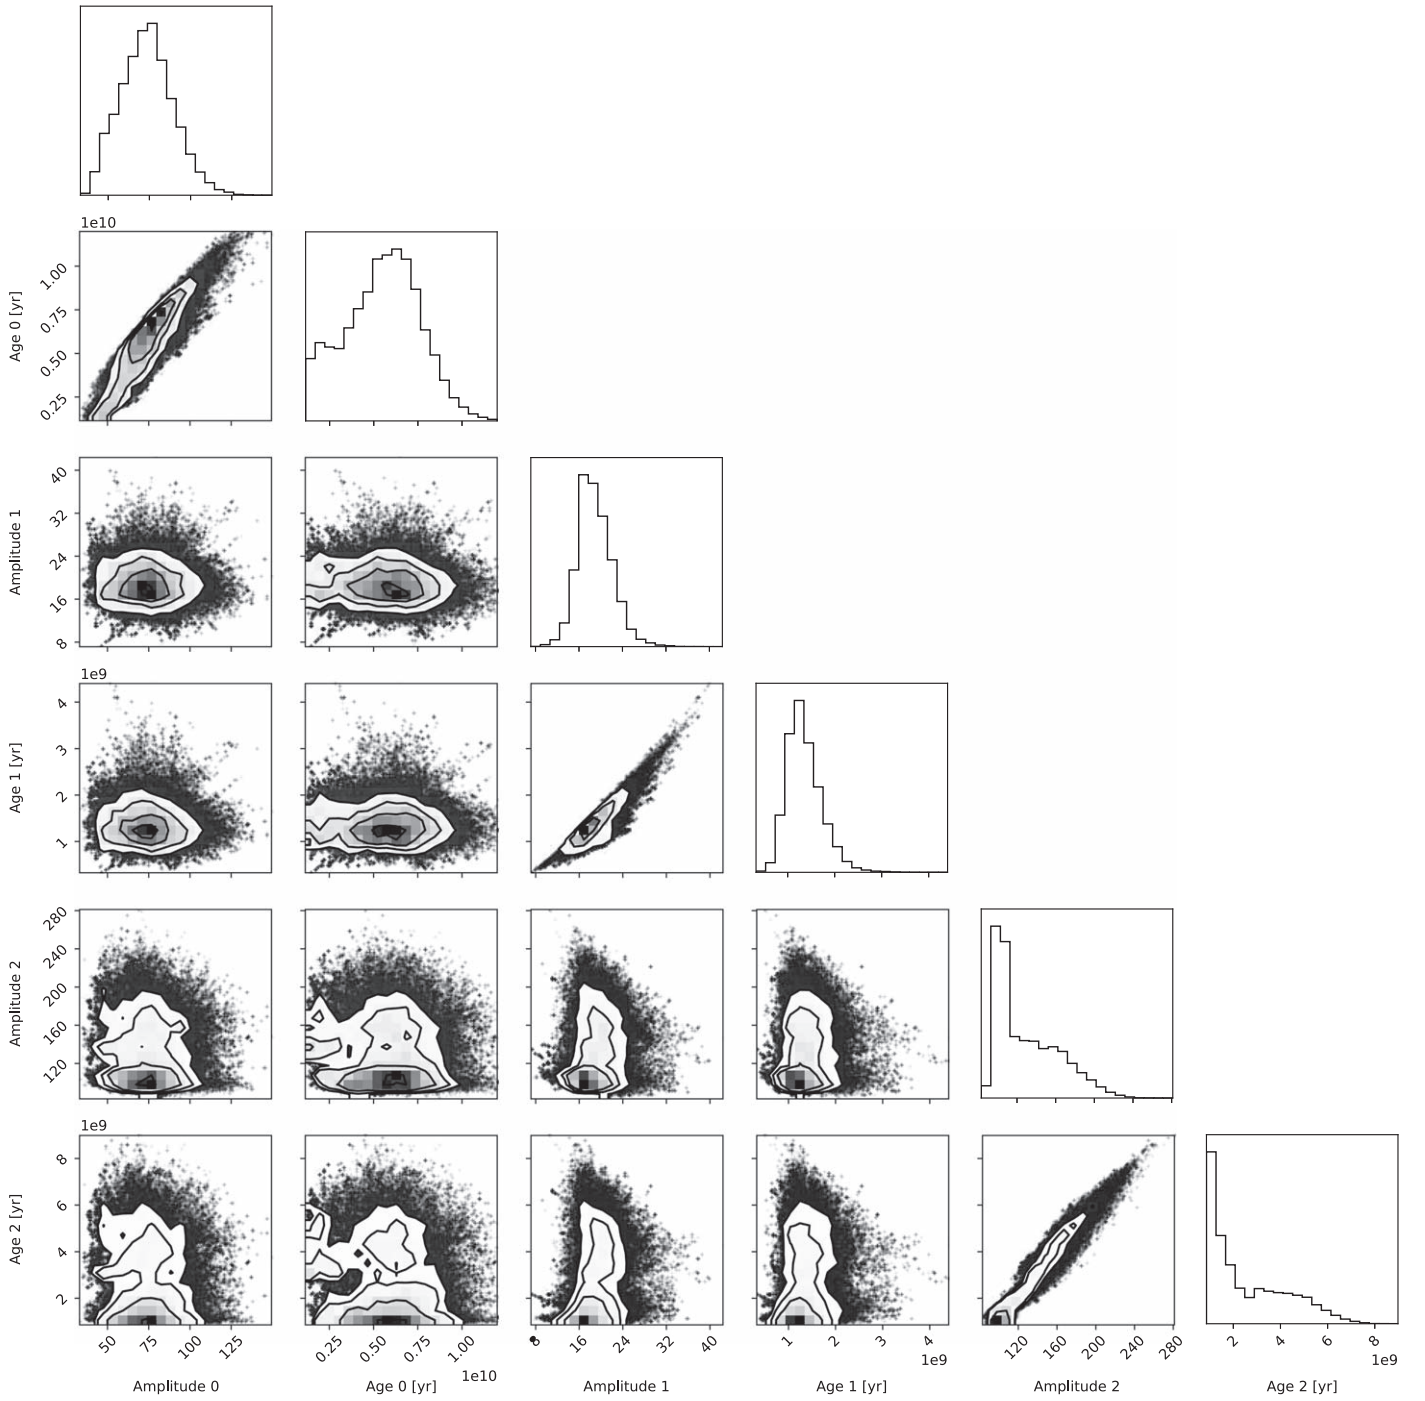 1e10
Age 0 [yr]
1.00
0.75
0.50
0.25
Amplitude 1
40
32
24
16
8
1e9
Age 1 [yr]
4
3
2
1
Amplitude 2
280
240
200
160
120
1e9
Age 2 [yr]
8
6
4
2
50 75 100 125
0.25 0.50 0.75 1.00
8 16 24 32 40
1 2 3 4
120 160 200 240 280
2 4 6 8
1e10
1e9
1e9
Amplitude 0
Age 0 [yr]
Amplitude 1
Age 1 [yr]
Amplitude 2
Age 2 [yr]